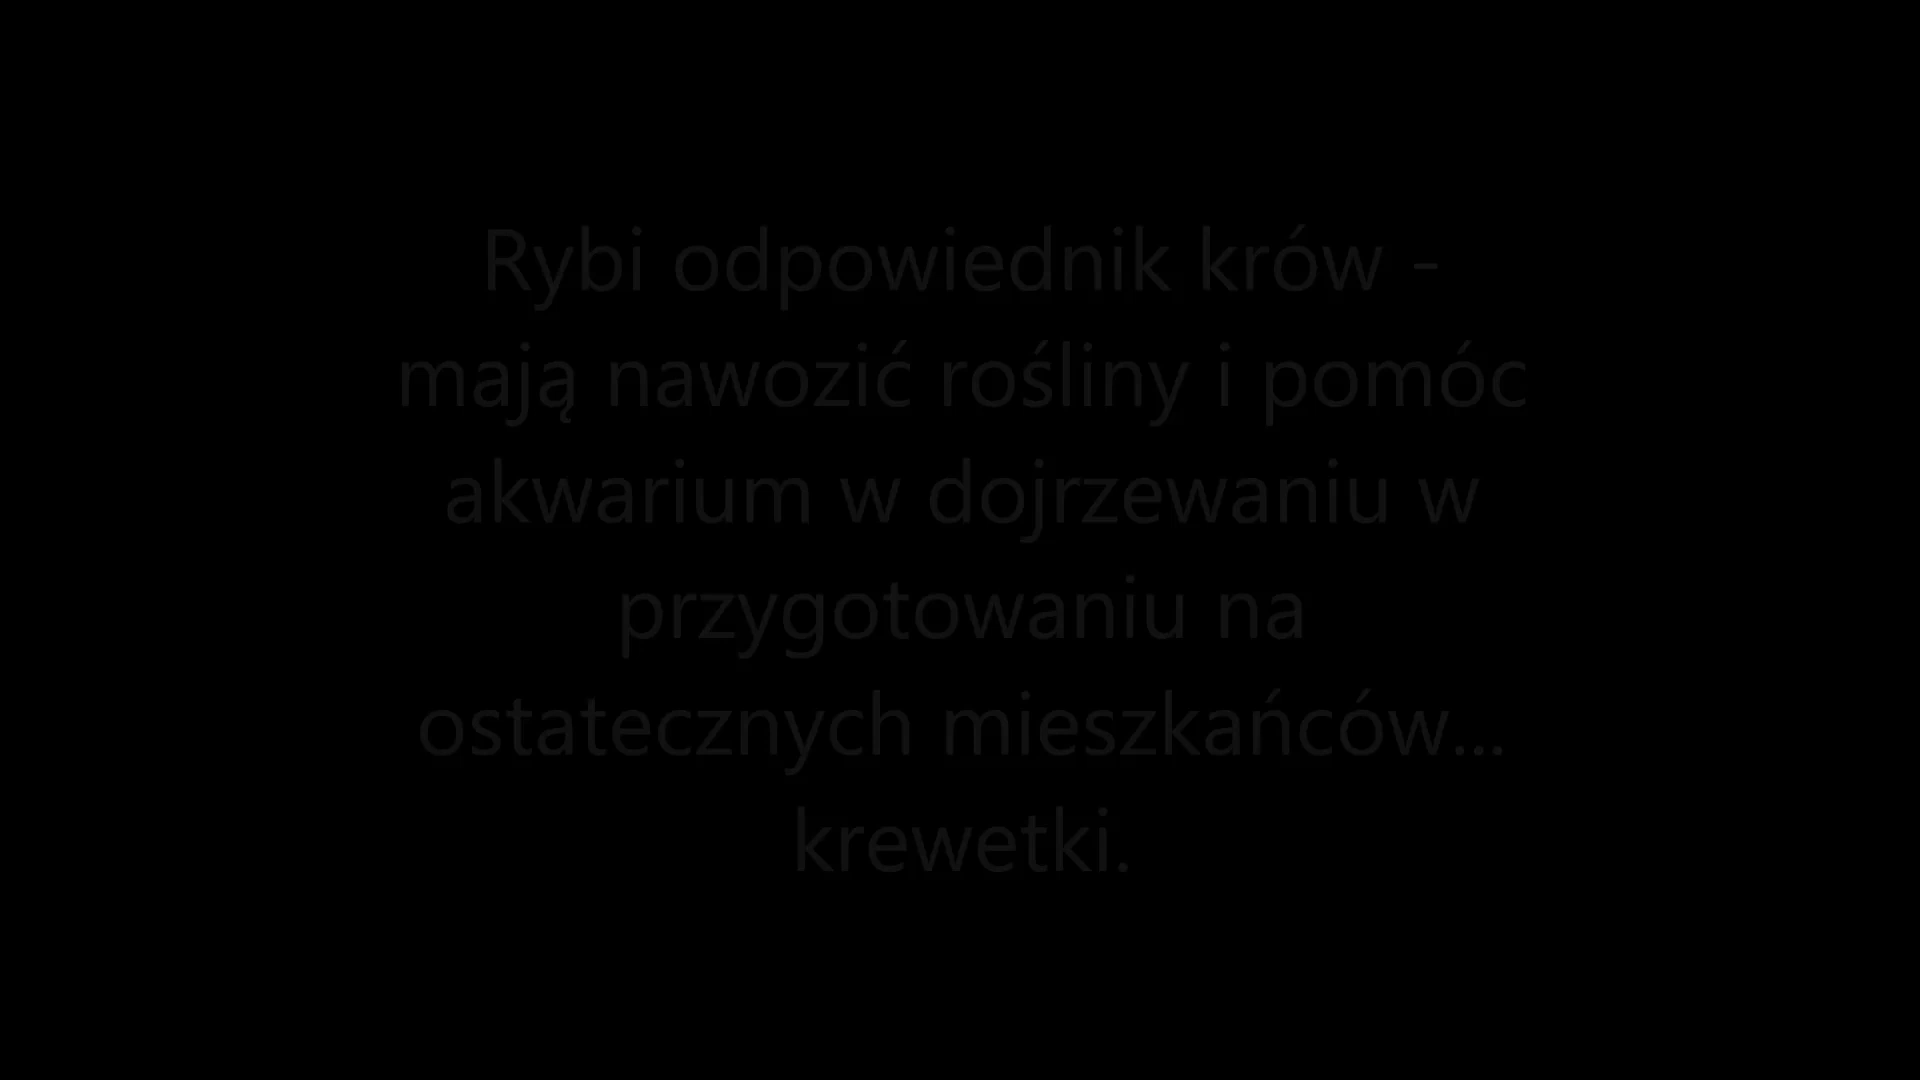 Rybi odpowiednik krów -
mają nawozić rośliny i pomóc
akwarium w dojrzewaniu w
przygotowaniu na
ostatecznych mieszkańców...
krewetki.